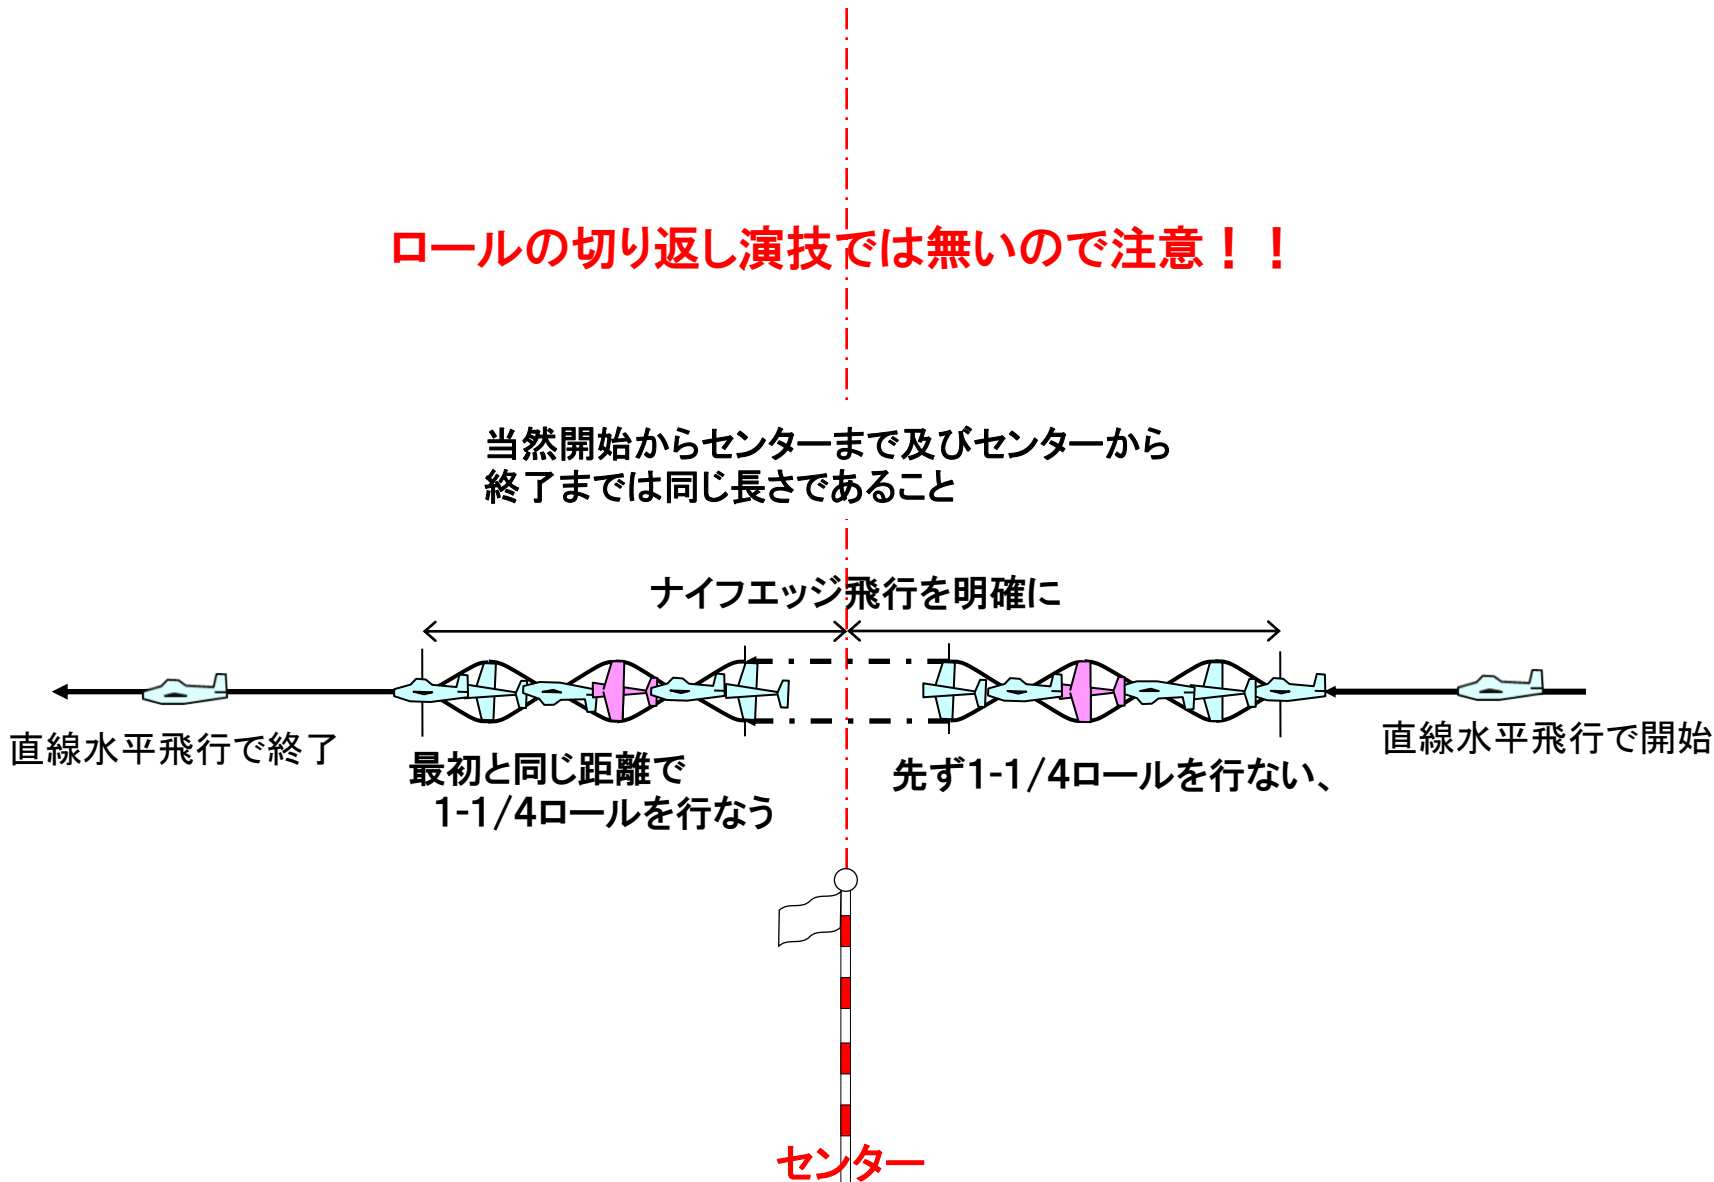 ロールの切り返し演技では無いので注意！！
当然開始からセンターまで及びセンターから
終了までは同じ長さであること
ナイフエッジ飛行を明確に
直線水平飛行で終了
直線水平飛行で開始
最初と同じ距離で
1-1/4ロールを行なう
先ず1-1/4ロールを行ない、
センター